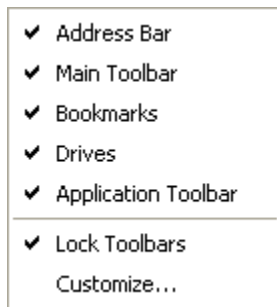 Address Bar
Main Toolbar
Bookmarks
Drives
Application Toolbar
Lock Toolbars
Customize...